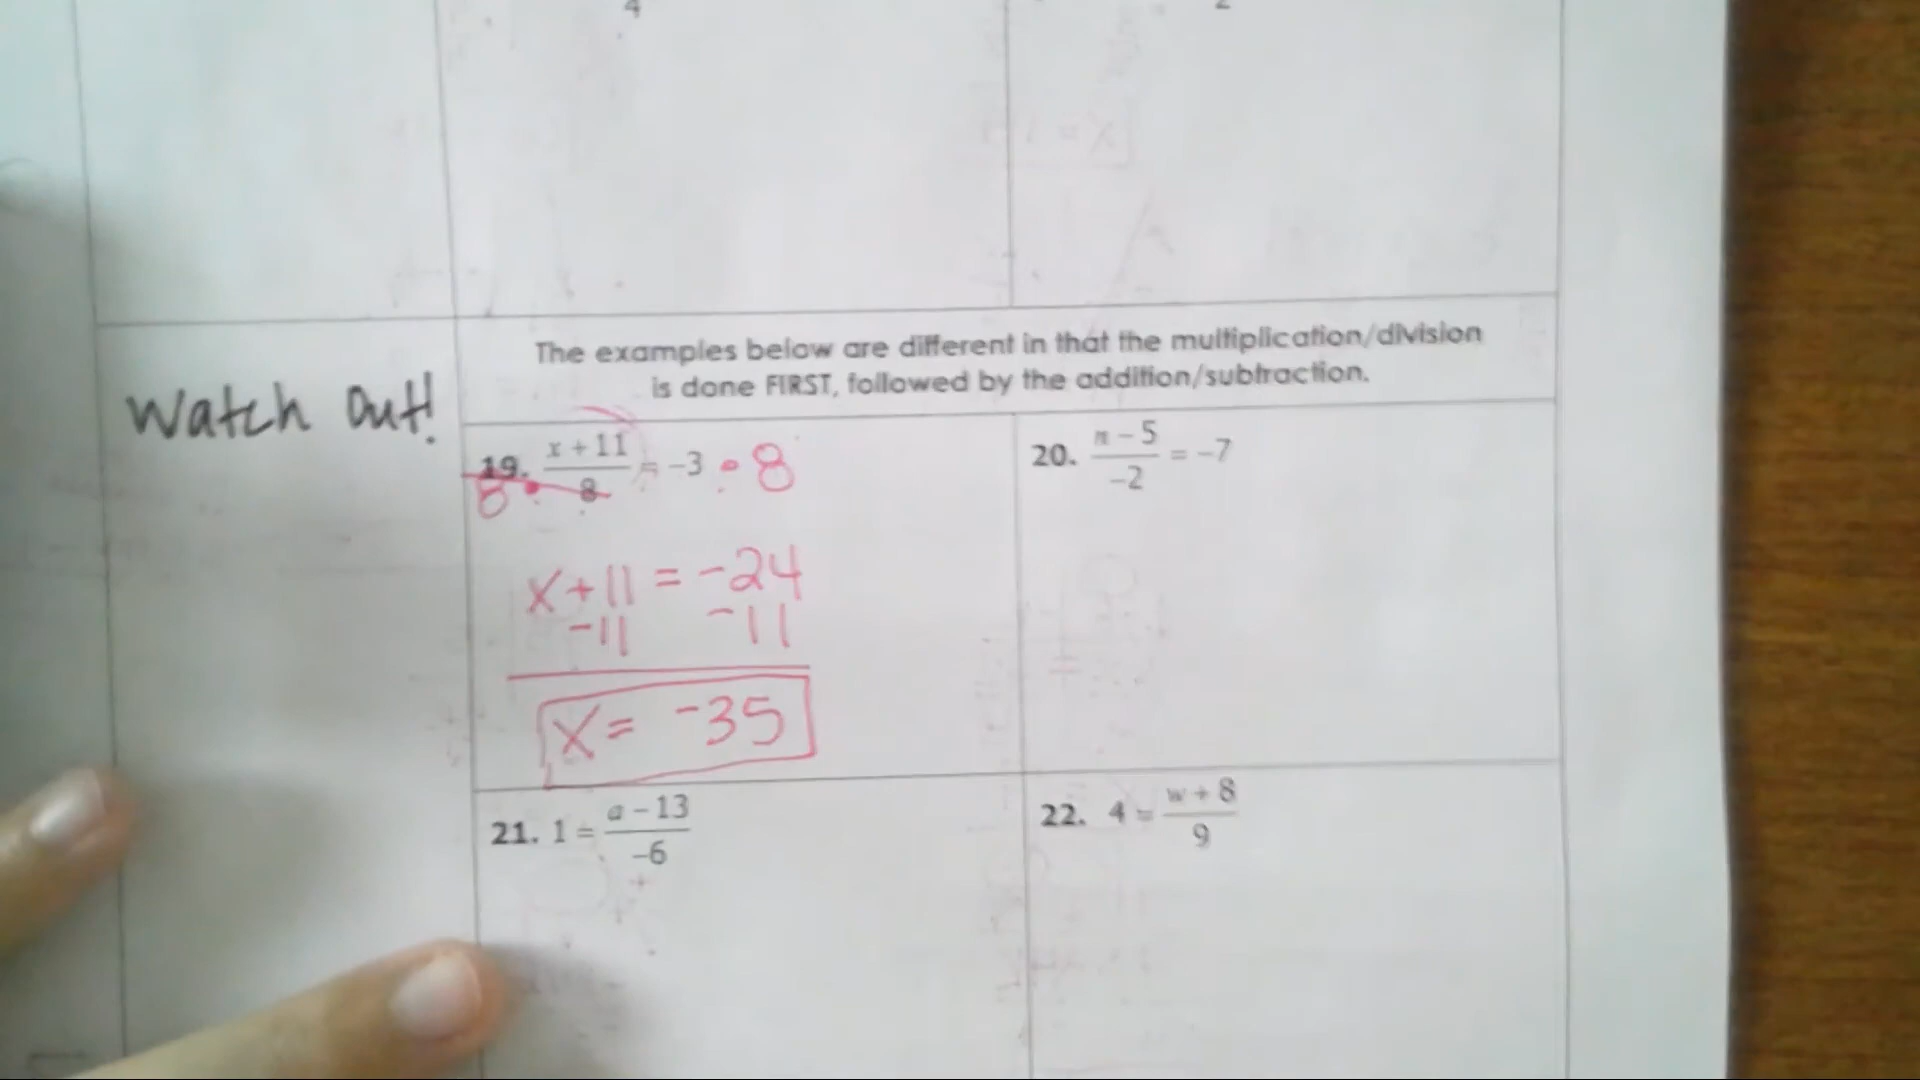 4
2
The examples below are different in that the multiplication/division
is done FIRST, followed by the addition/subtraction.
Watch Out!
19. (x + 11)/8 = -3 • 8
8 •
x + 11 = -24
-11 -11
x = -35
20. (n - 5)/-2 = -7
21. 1 = (a - 13)/-6
22. 4 = (w + 8)/9